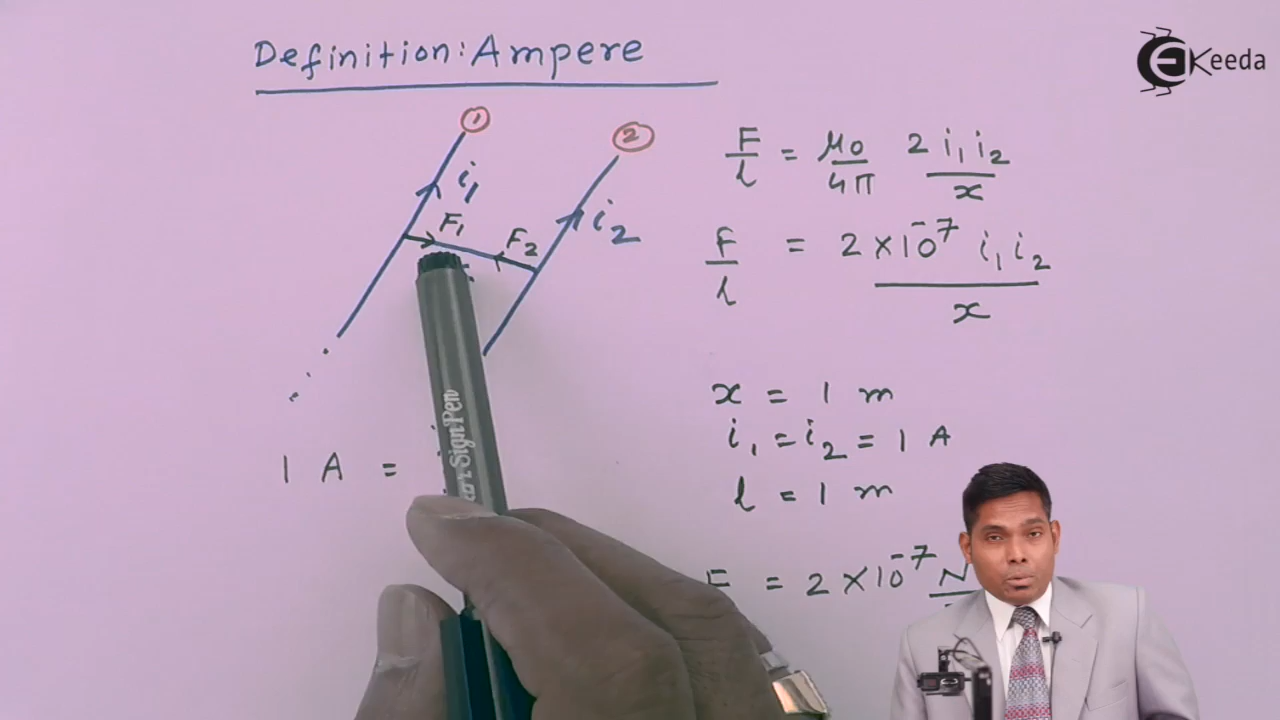 Definition: Ampere
Keeda
1
2
i₁
i₂
F₁
F₂
F/l = μ₀/4π 2 i₁ i₂/x
F/l = 2 × 10⁻⁷ i₁ i₂/x
x = 1 m
i₁ = i₂ = 1 A
l = 1 m
1 A =
= 2 × 10⁻⁷ N
Sign Pen